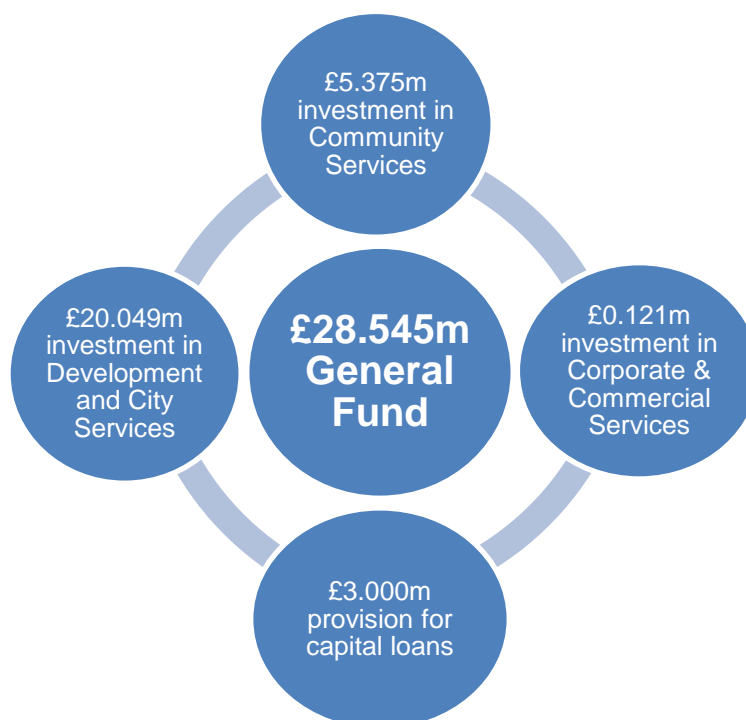 £5.375m
investment in
Community
Services
£20.049m
investment in
Development
and City
Services
£28.545m
General
Fund
£0.121m
investment in
Corporate &
Commercial
Services
£3.000m
provision for
capital loans